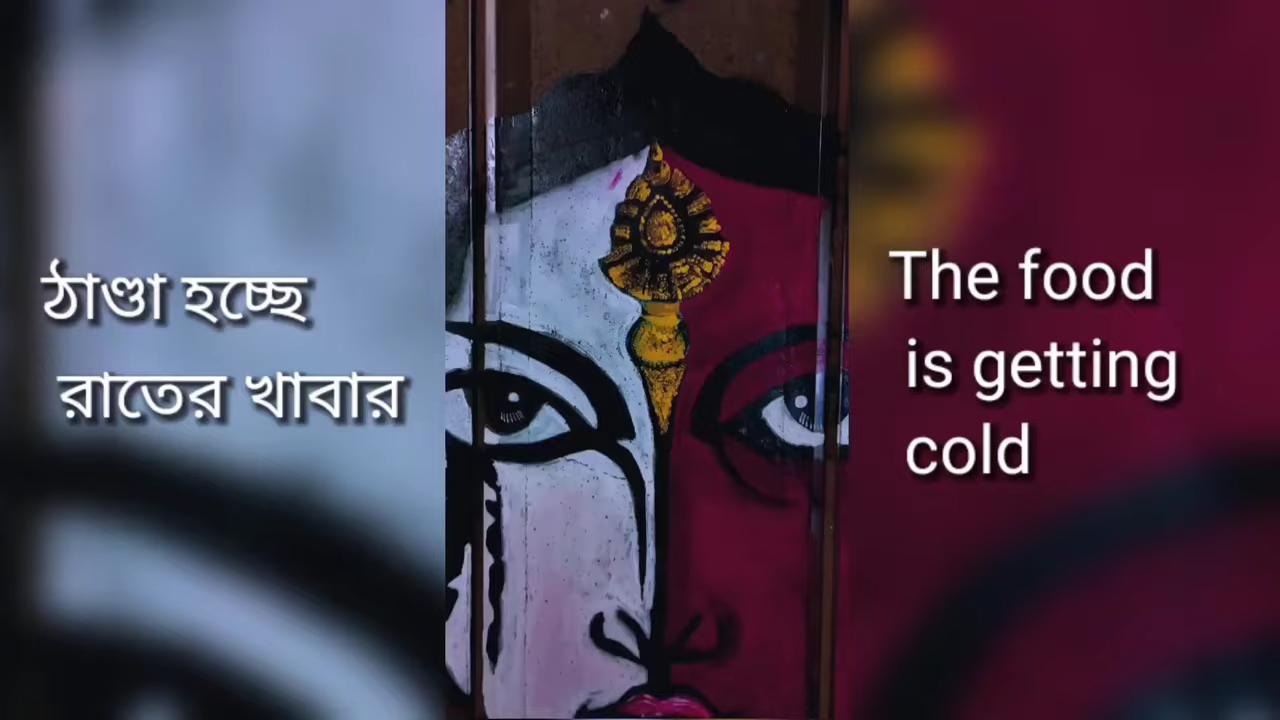 ঠাণ্ডা হচ্ছে
রাতের খাবার
The food
is getting
cold